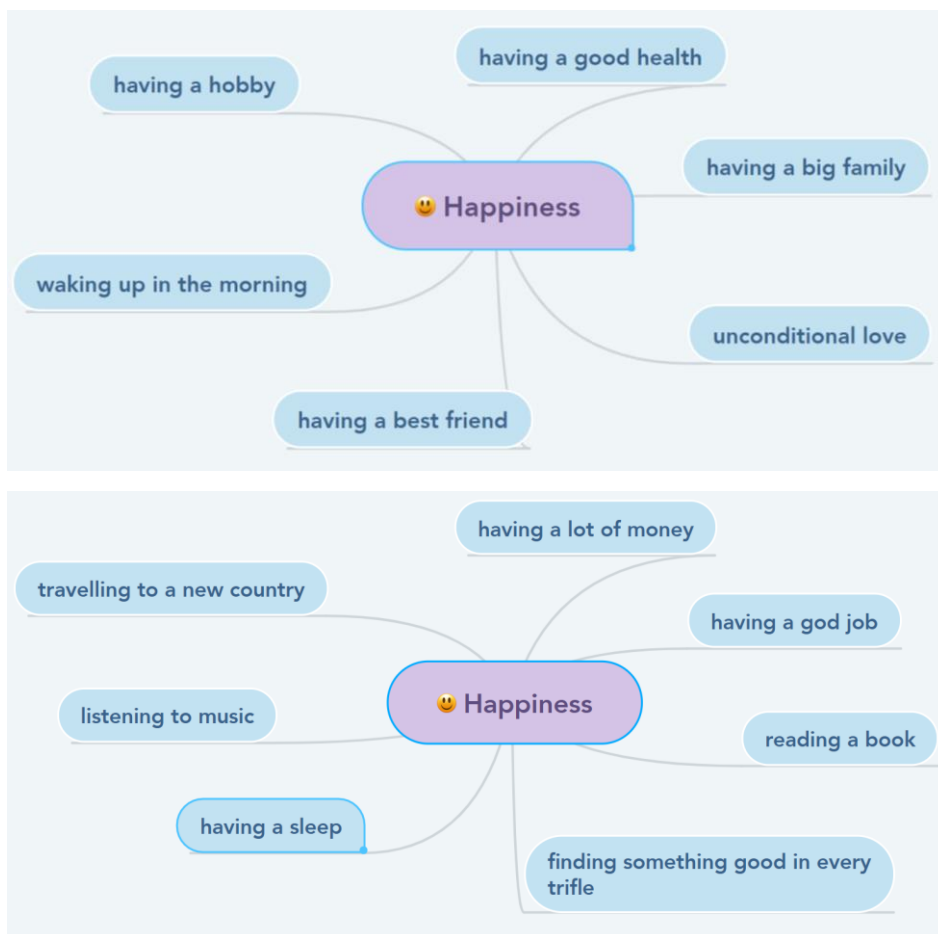 having a good health
having a hobby
having a big family
😃 Happiness
waking up in the morning
unconditional love
having a best friend
having a lot of money
travelling to a new country
having a god job
😃 Happiness
listening to music
reading a book
having a sleep
finding something good in every
trifle